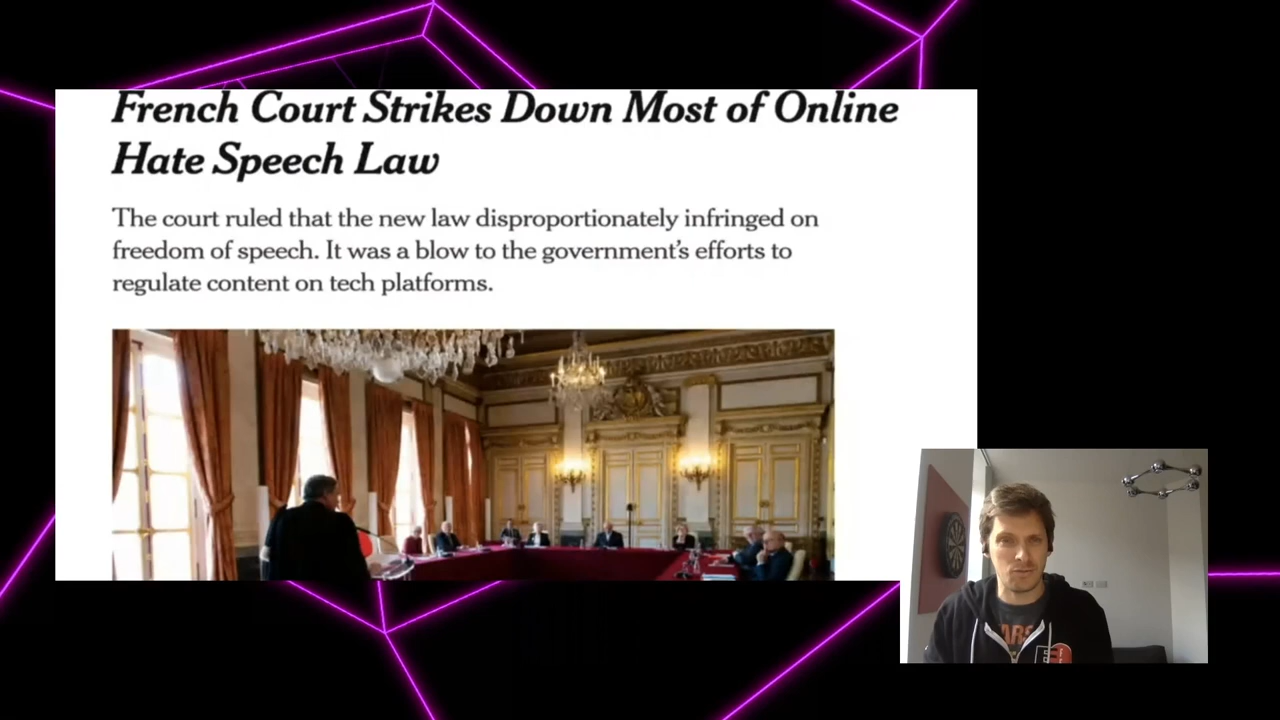 French Court Strikes Down Most of Online
Hate Speech Law
The court ruled that the new law disproportionately infringed on
freedom of speech. It was a blow to the government’s efforts to
regulate content on tech platforms.